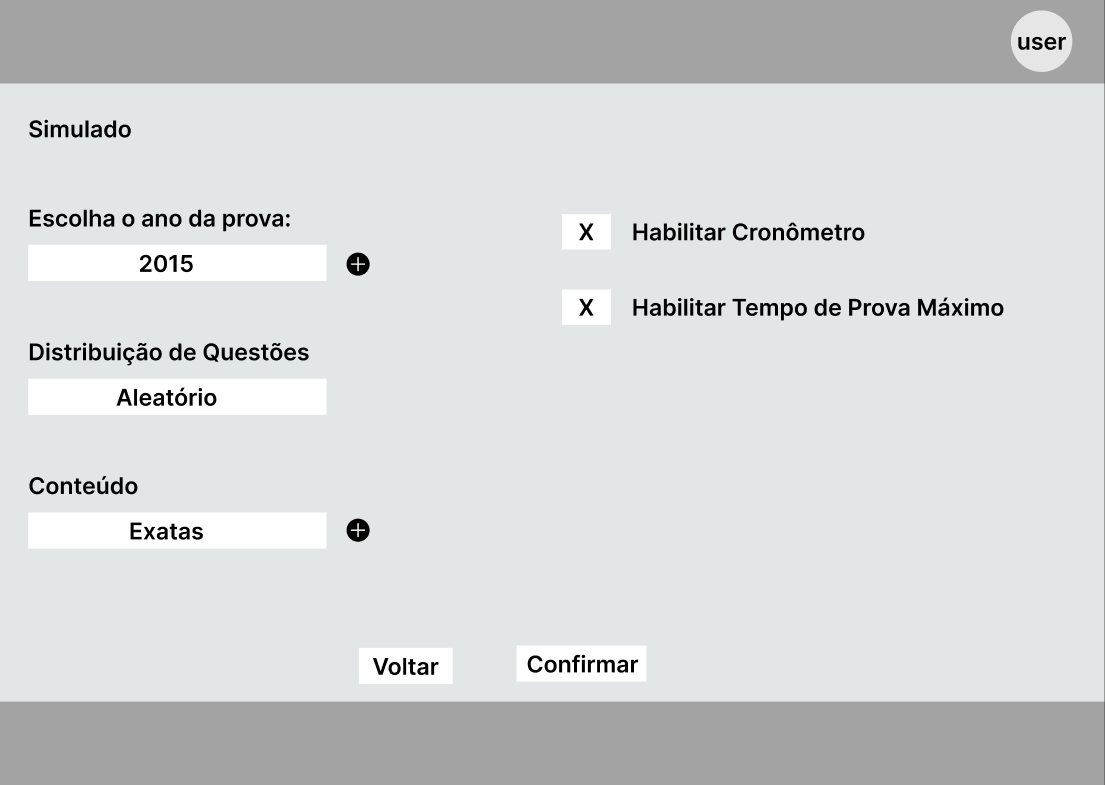 user
Simulado
Escolha o ano da prova:
2015
Distribuição de Questões
Aleatório
Conteúdo
Exatas
X Habilitar Cronômetro
X Habilitar Tempo de Prova Máximo
Voltar
Confirmar